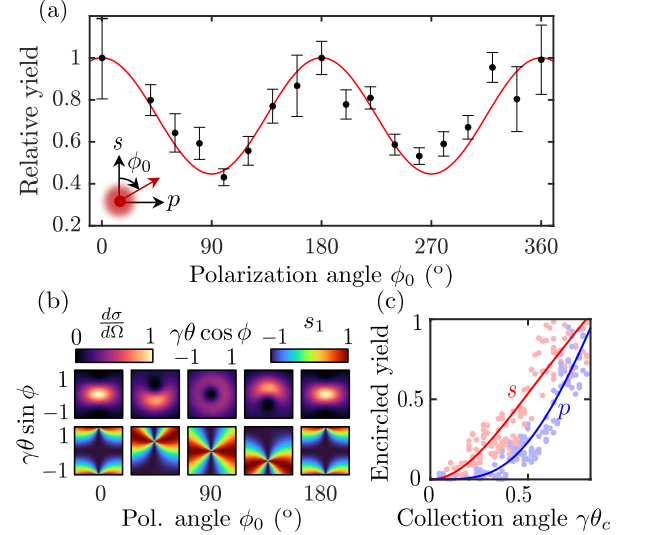 (a)
Relative yield
1
0.8
0.6
0.4
0.2
s
ϕ₀
p
0 90 180 270 360
Polarization angle ϕ₀ (°)
(b)
dσ/dΩ
0 1
γθ cos ϕ
−1 1
s₁
−1 1
γθ sin ϕ
1
−1
1
−1
0 90 180
Pol. angle ϕ₀ (°)
(c)
Encircled yield
1
0.5
0
s
p
0 0.5
Collection angle γθ_c